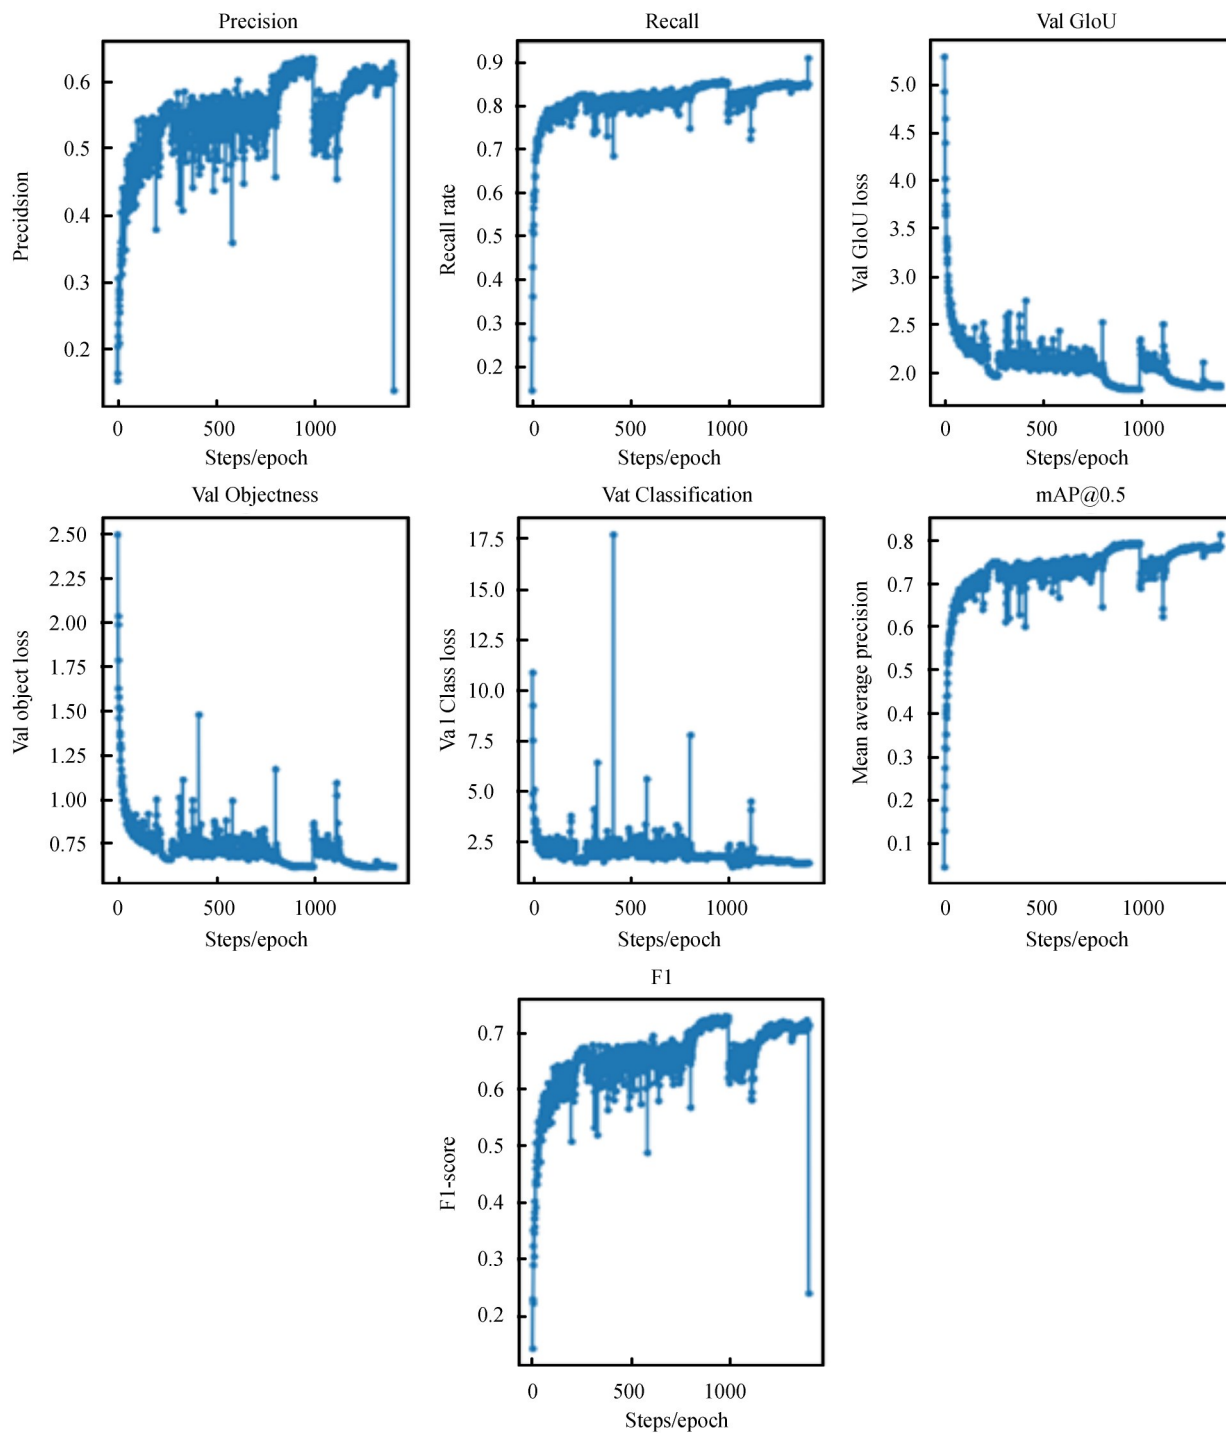 Precision
0.6
0.5
0.4
0.3
0.2
Precidsion
0 500 1000
Steps/epoch
Recall
0.9
0.8
0.7
0.6
0.5
0.4
0.3
0.2
Recall rate
0 500 1000
Steps/epoch
Val GloU
5.0
4.5
4.0
3.5
3.0
2.5
2.0
Val GloU loss
0 500 1000
Steps/epoch
Val Objectness
2.50
2.25
2.00
1.75
1.50
1.25
1.00
0.75
Val object loss
0 500 1000
Steps/epoch
Vat Classification
17.5
15.0
12.5
10.0
7.5
5.0
2.5
Va l Class loss
0 500 1000
Steps/epoch
mAP@0.5
0.8
0.7
0.6
0.5
0.4
0.3
0.2
0.1
Mean average precision
0 500 1000
Steps/epoch
F1
0.7
0.6
0.5
0.4
0.3
0.2
F1-score
0 500 1000
Steps/epoch